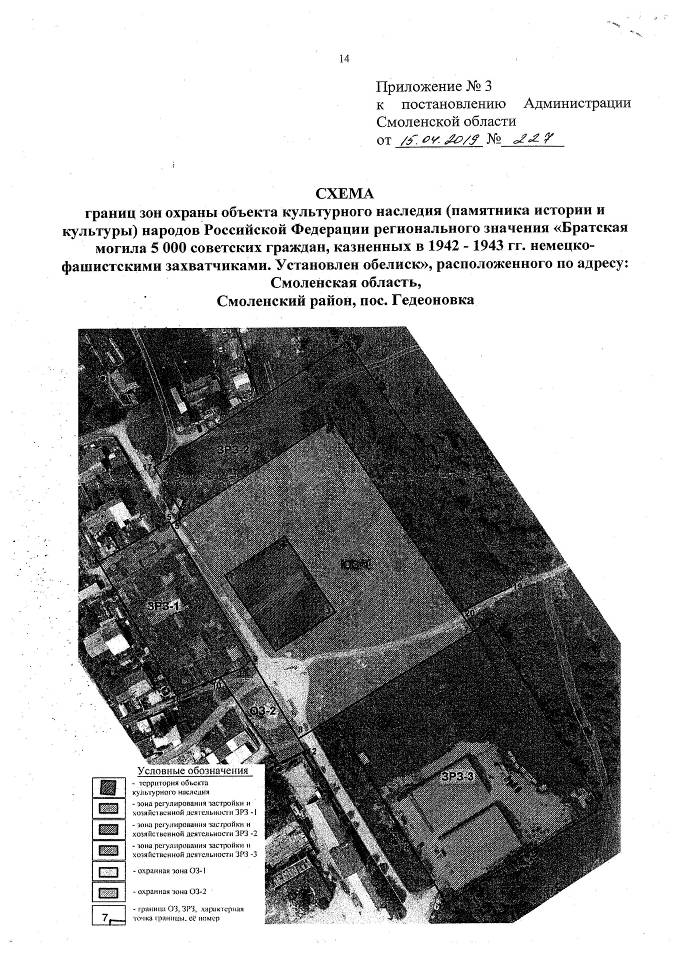 14
Приложение № 3
к постановлению Администрации
Смоленской области
от 15.04.2019 № 227
СХЕМА
границ зон охраны объекта культурного наследия (памятника истории и
культуры) народов Российской Федерации регионального значения «Братская
могила 5 000 советских граждан, казненных в 1942 - 1943 гг. немецко-
фашистскими захватчиками. Установлен обелиск», расположенного по адресу:
Смоленская область,
Смоленский район, пос. Гедеоновка
ЗРЗ-2
ЗРЗ-1
ОЗ-2
ЗРЗ-3
Условные обозначения
- территория объекта
культурного наследия
- зона регулирования застройки и
хозяйственной деятельности ЗРЗ -1
- зона регулирования застройки и
хозяйственной деятельности ЗРЗ -2
- зона регулирования застройки и
хозяйственной деятельности ЗРЗ -3
- охранная зона ОЗ-1
- охранная зона ОЗ-2
7
- граница ОЗ, ЗРЗ, характерная
точка границы, её номер